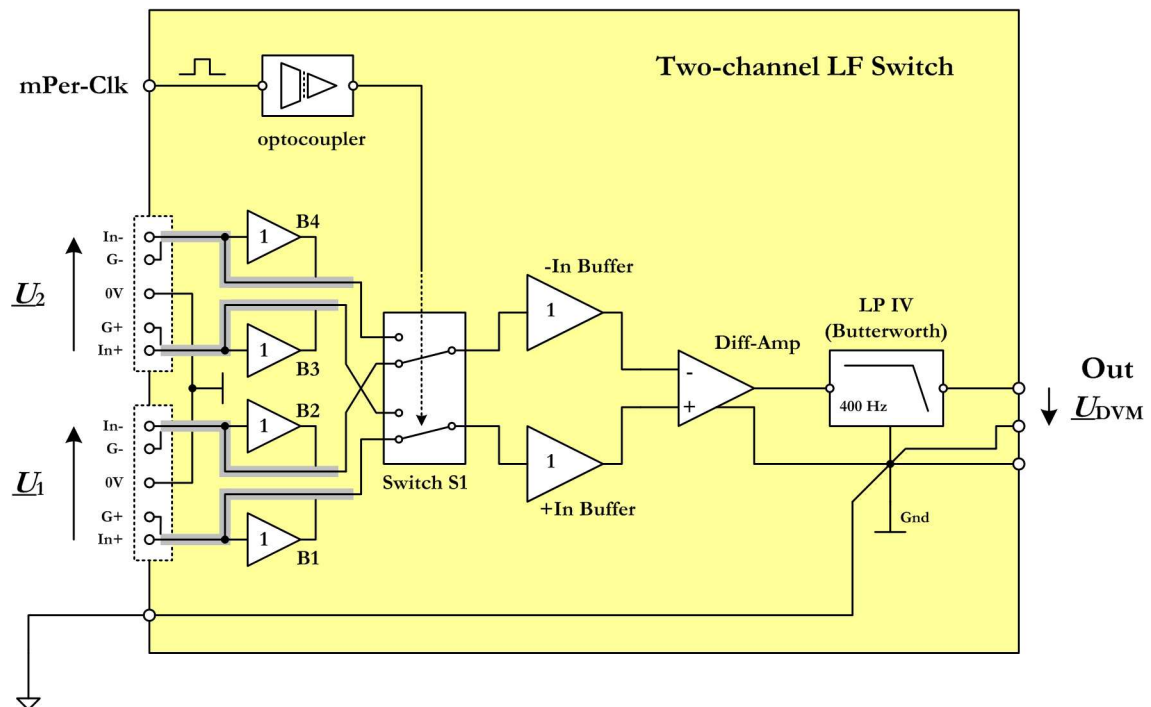 Two-channel LF Switch
mPer-Clk
optocoupler
B4
In-
1
G-
-In Buffer
U2
0V
1
LP IV
(Butterworth)
G+
Diff-Amp
In+
1
B3
-
Out
+
400 Hz
UDVM
B2
In-
1
G-
U1
0V
Switch S1
1
+In Buffer
G+
Gnd
In+
1
B1